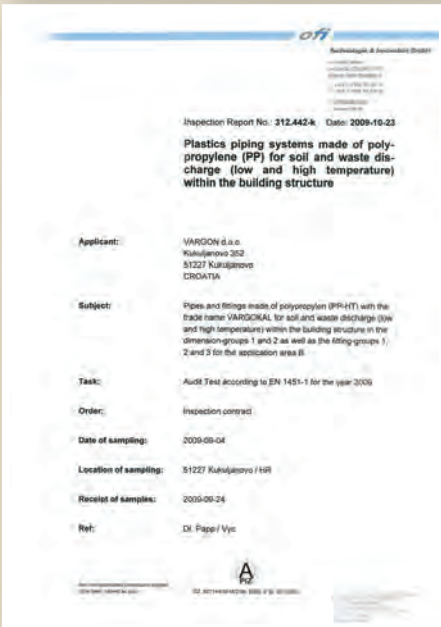 ofi
Technologie & Innovation GmbH
Inspection Report No.: 312.442-k Date: 2009-10-23
Plastics piping systems made of poly-
propylene (PP) for soil and waste dis-
charge (low and high temperature)
within the building structure
Applicant: VARGON d.o.o.
Kukuljanovo 352
51227 Kukuljanovo
CROATIA
Subject: Pipes and fittings made of polypropylen (PP-HT) with the
trade name VARGOKAL for soil and waste discharge (low
and high temperature) within the building structure in the
dimension-groups 1 and 2 as well as the fitting-groups 1,
2 and 3 for the application area B.
Task: Audit Test according to EN 1451-1 for the year 2009
Order: Inspection contract
Date of sampling: 2009-09-04
Location of sampling: 51227 Kukuljanovo / HR
Receipt of samples: 2009-09-24
Ref: DI. Papp / Vyc
A
PIZ